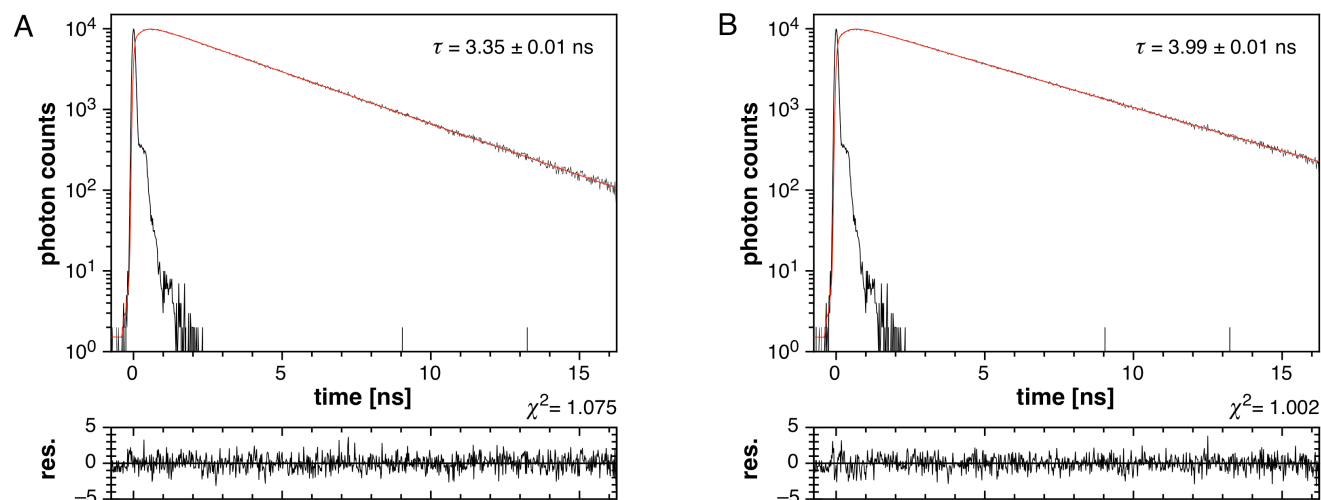 A
photon counts
10⁴
10³
10²
10¹
10⁰
τ = 3.35 ± 0.01 ns
0
5
10
15
time [ns]
χ² = 1.075
res.
5
0
−5
B
photon counts
10⁴
10³
10²
10¹
10⁰
τ = 3.99 ± 0.01 ns
0
5
10
15
time [ns]
χ² = 1.002
res.
5
0
−5